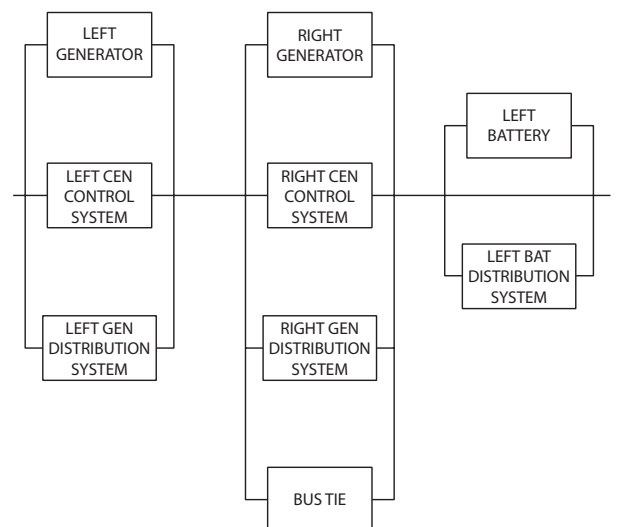 LEFT
GENERATOR
LEFT CEN
CONTROL
SYSTEM
LEFT GEN
DISTRIBUTION
SYSTEM
RIGHT
GENERATOR
RIGHT CEN
CONTROL
SYSTEM
RIGHT GEN
DISTRIBUTION
SYSTEM
BUS TIE
LEFT
BATTERY
LEFT BAT
DISTRIBUTION
SYSTEM